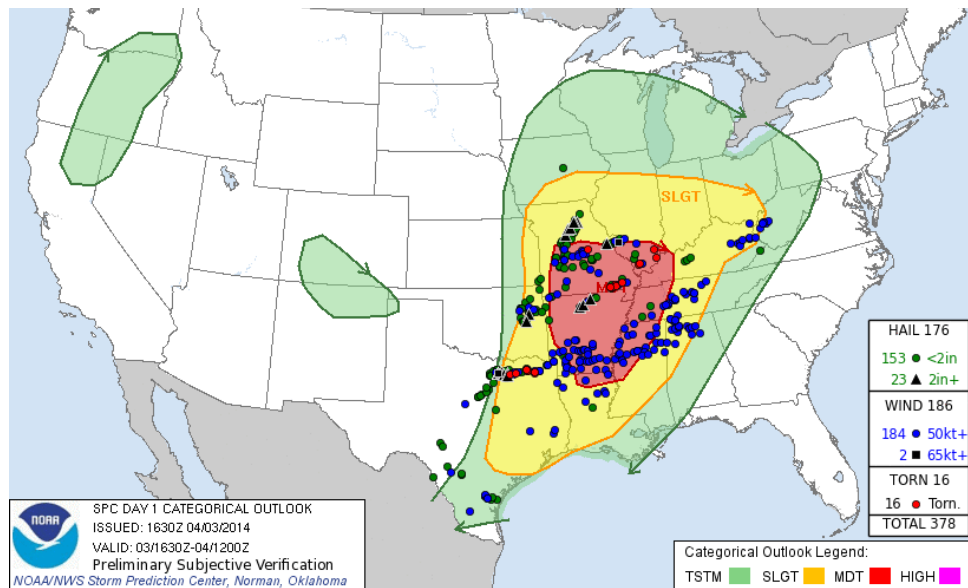 SLGT
MDT
HAIL 176
153 <2in
23 2in+
WIND 186
184 50kt+
2 65kt+
TORN 16
16 Torn.
TOTAL 378
NOAA
SPC DAY 1 CATEGORICAL OUTLOOK
ISSUED: 1630Z 04/03/2014
VALID: 03/1630Z-04/1200Z
Preliminary Subjective Verification
NOAA/NWS Storm Prediction Center, Norman, Oklahoma
Categorical Outlook Legend:
TSTM SLGT MDT HIGH